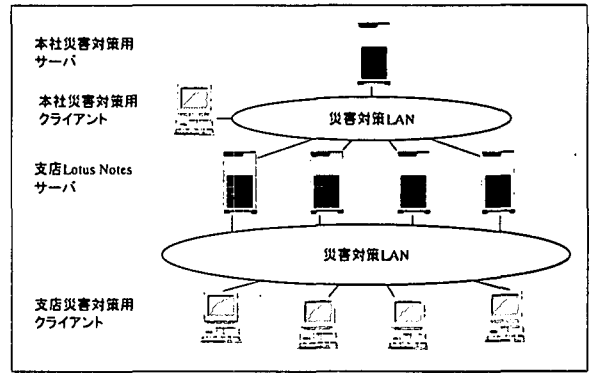 本社災害対策用
サーバ
本社災害対策用
クライアント
災害対策LAN
支店Lotus Notes
サーバ
災害対策LAN
支店災害対策用
クライアント